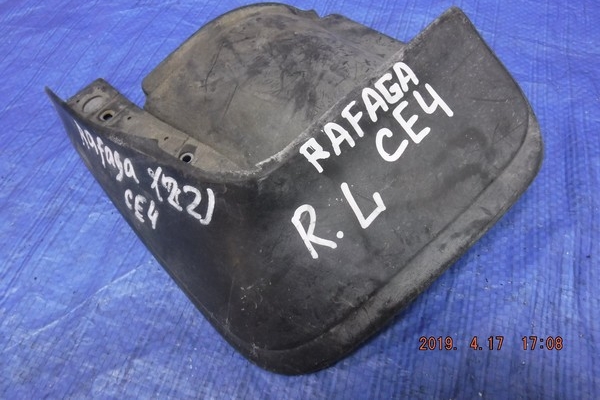 RAFAGA
CE4
R.L
Rafaga (22)
CE4
2019. 4.17 17:08